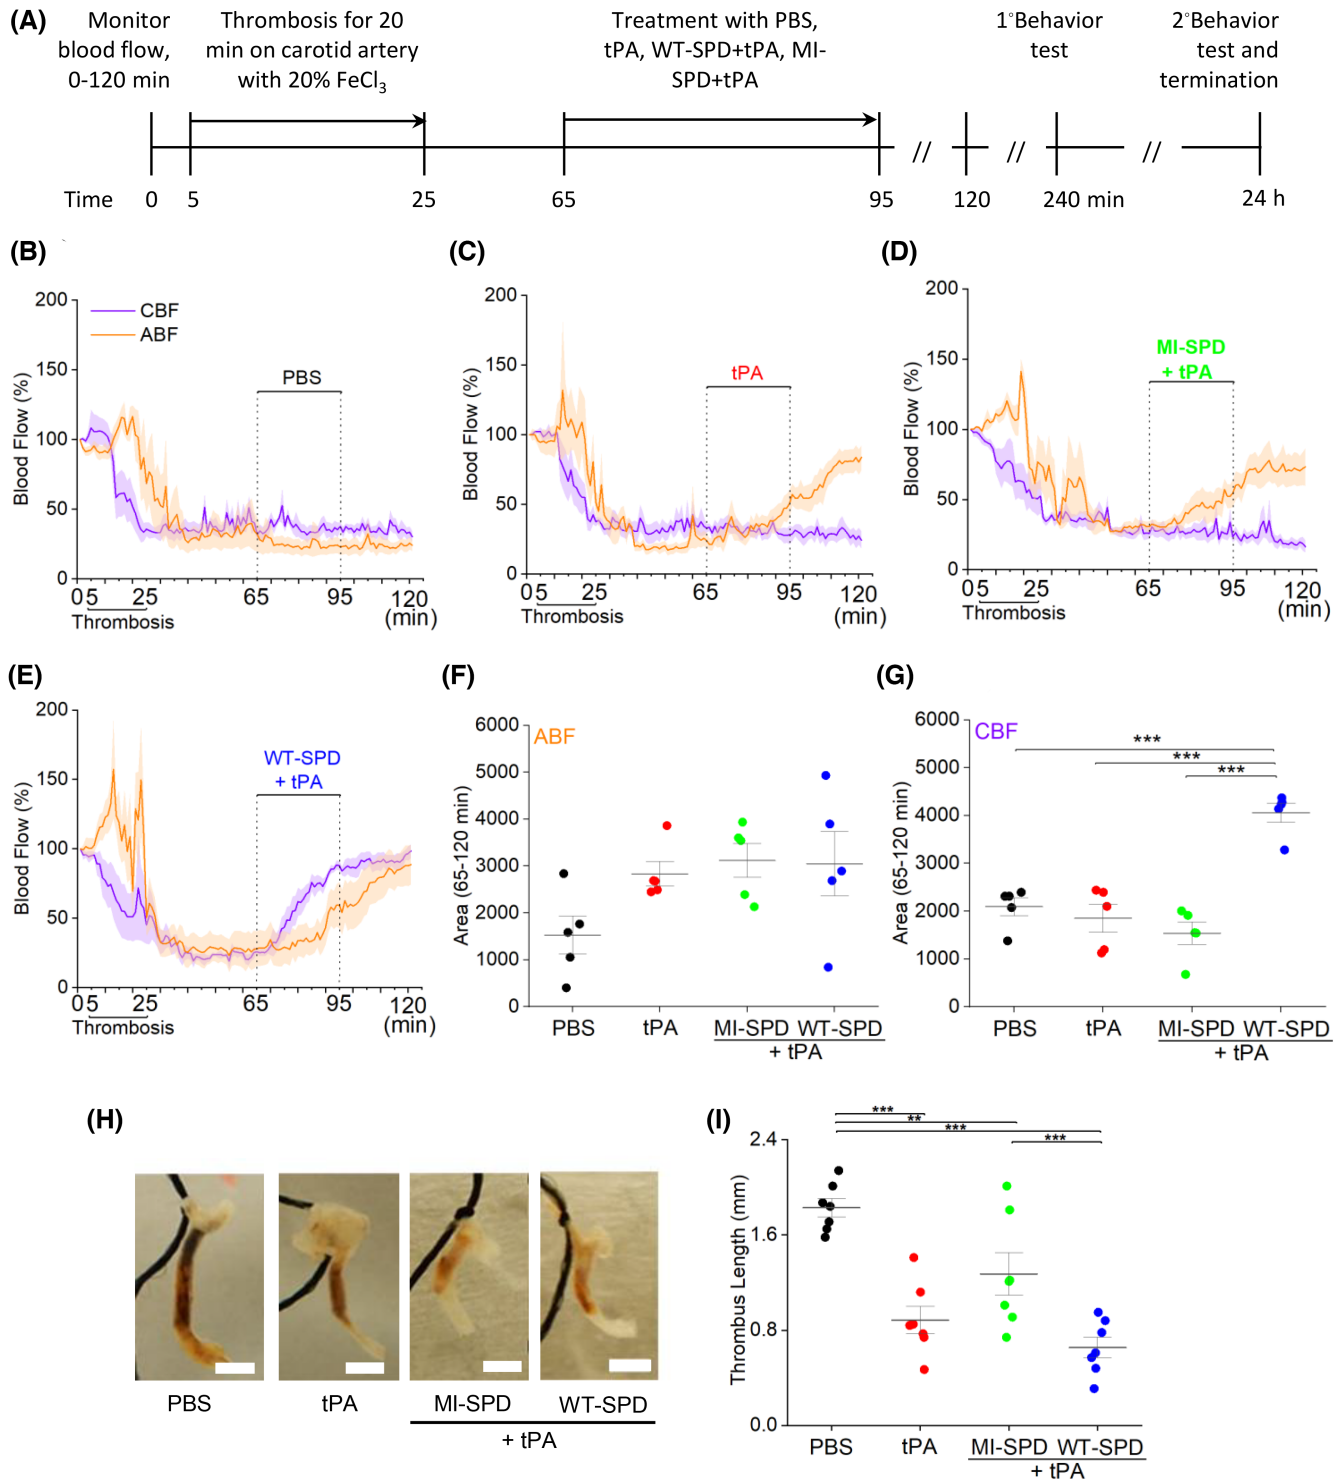 (A)
Monitor blood flow, 0-120 min
Thrombosis for 20 min on carotid artery with 20% FeCl3
Treatment with PBS, tPA, WT-SPD+tPA, MI-SPD+tPA
1°Behavior test
2°Behavior test and termination
Time 0 5 25 65 95 120 240 min 24 h
// // //
(B)
CBF
ABF
PBS
Blood Flow (%)
200
150
100
50
0
0 5 25 65 95 120
Thrombosis
(min)
(C)
tPA
Blood Flow (%)
200
150
100
50
0
0 5 25 65 95 120
Thrombosis
(min)
(D)
MI-SPD
+ tPA
Blood Flow (%)
200
150
100
50
0
0 5 25 65 95 120
Thrombosis
(min)
(E)
WT-SPD
+ tPA
Blood Flow (%)
200
150
100
50
0
0 5 25 65 95 120
Thrombosis
(min)
(F)
ABF
Area (65-120 min)
6000
5000
4000
3000
2000
1000
0
PBS tPA MI-SPD WT-SPD
+ tPA
(G)
CBF
***
***
***
Area (65-120 min)
6000
5000
4000
3000
2000
1000
0
PBS tPA MI-SPD WT-SPD
+ tPA
(H)
PBS tPA MI-SPD WT-SPD
+ tPA
(I)
***
**
***
***
Thrombus Length (mm)
2.4
1.6
0.8
0.0
PBS tPA MI-SPD WT-SPD
+ tPA